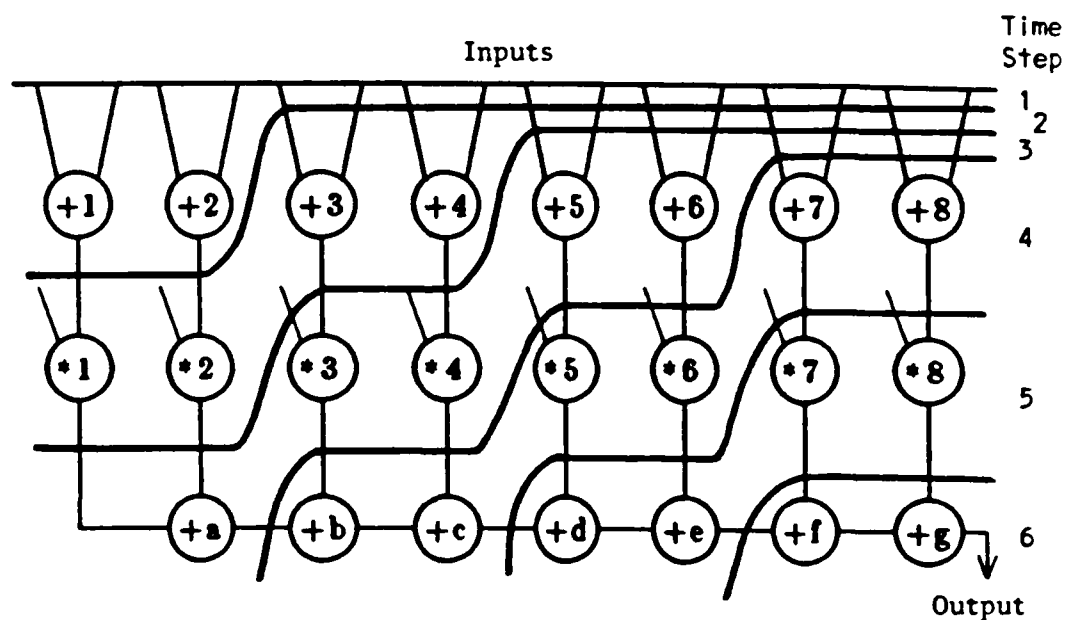 Inputs
Time
Step
1
2
3
+1 +2 +3 +4 +5 +6 +7 +8
4
*1 *2 *3 *4 *5 *6 *7 *8
5
+a +b +c +d +e +f +g
6
Output